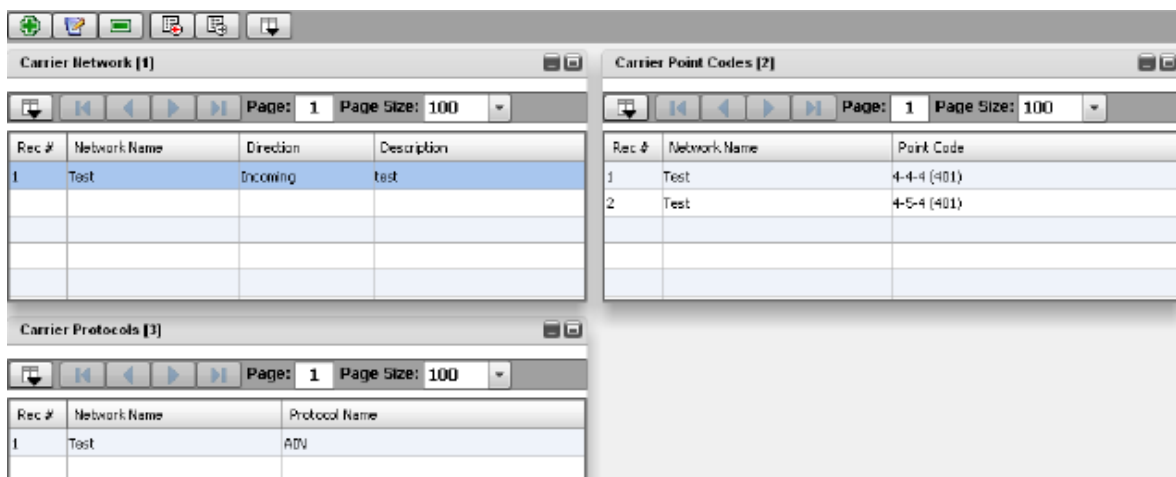 Carrier Network [1]
Page: 1 Page Size: 100
Rec # Network Name Direction Description
1 Test Incoming test
Carrier Point Codes [2]
Page: 1 Page Size: 100
Rec # Network Name Point Code
1 Test 4-4-4 (401)
2 Test 4-5-4 (401)
Carrier Protocols [3]
Page: 1 Page Size: 100
Rec # Network Name Protocol Name
1 Test AIN